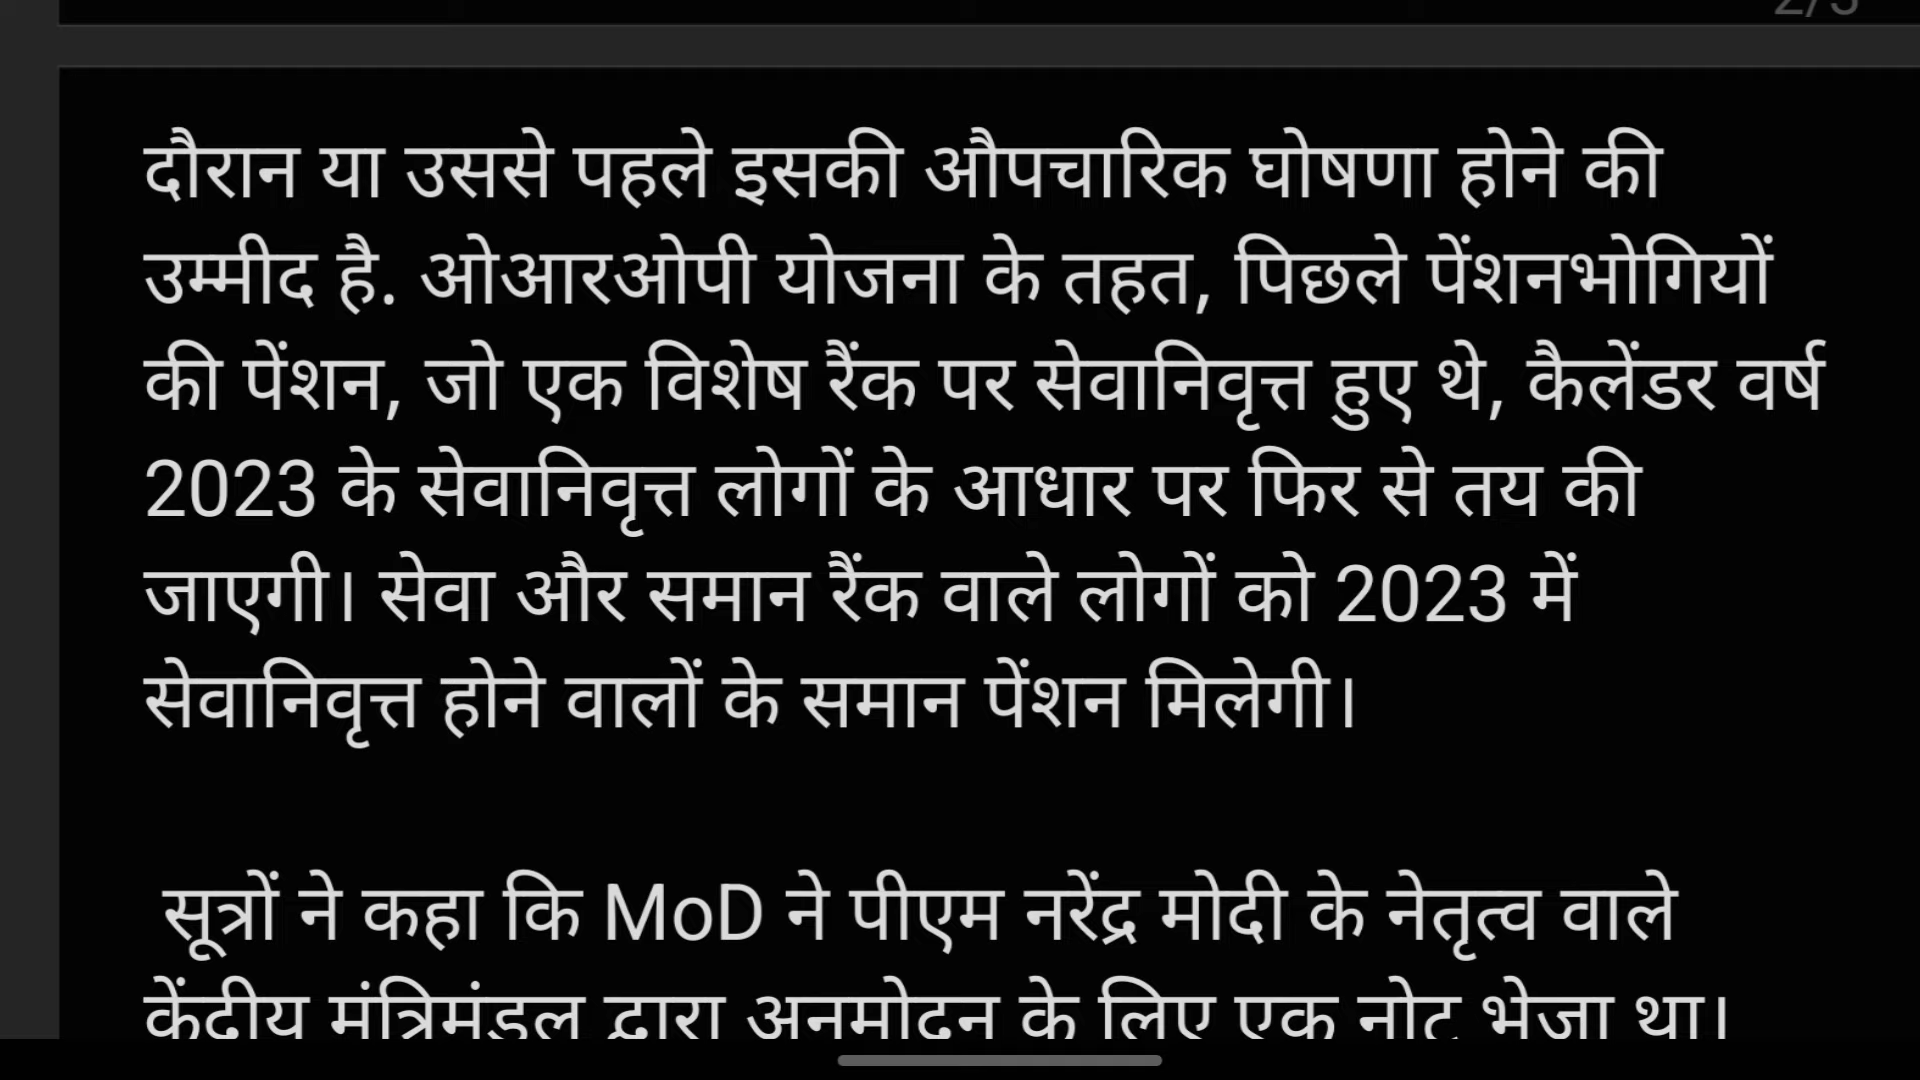 दौरान या उससे पहले इसकी औपचारिक घोषणा होने की
उम्मीद है. ओआरओपी योजना के तहत, पिछले पेंशनभोगियों
की पेंशन, जो एक विशेष रैंक पर सेवानिवृत्त हुए थे, कैलेंडर वर्ष
2023 के सेवानिवृत्त लोगों के आधार पर फिर से तय की
जाएगी। सेवा और समान रैंक वाले लोगों को 2023 में
सेवानिवृत्त होने वालों के समान पेंशन मिलेगी।
सूत्रों ने कहा कि MoD ने पीएम नरेंद्र मोदी के नेतृत्व वाले
केंद्रीय मंत्रिमंडल द्वारा अनुमोदन के लिए एक नोट भेजा था।